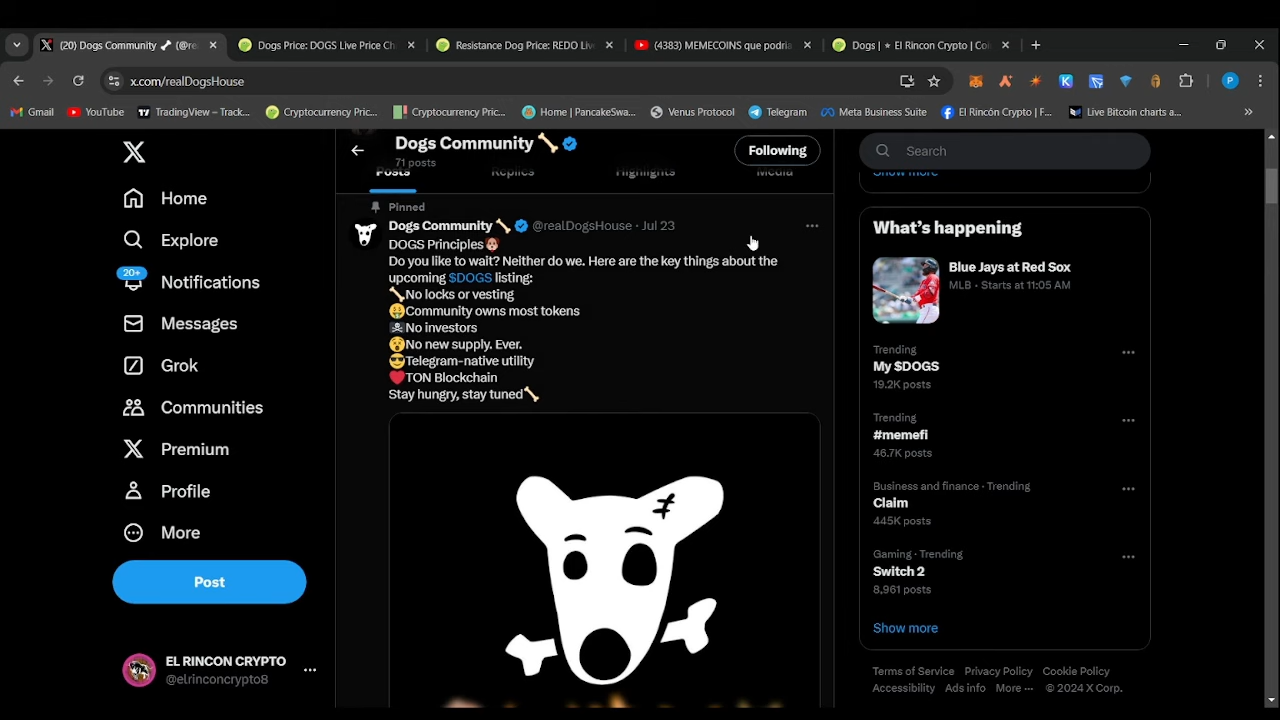 (20) Dogs Community 🦴 (@re
Dogs Price: DOGS Live Price Ch
Resistance Dog Price: REDO Liv
(4383) MEMECOINS que podria
Dogs | ★ El Rincon Crypto | Co
x.com/realDogsHouse
P
Gmail
YouTube
TradingView – Track...
Cryptocurrency Pric...
Cryptocurrency Pric...
Home | PancakeSwa...
Venus Protocol
Telegram
Meta Business Suite
El Rincón Crypto | F...
Live Bitcoin charts a...
Home
Explore
20+
Notifications
Messages
Grok
Communities
Premium
Profile
More
Post
EL RINCON CRYPTO
@elrinconcrypto8
Dogs Community 🦴
71 posts
Following
Posts Replies Highlights Media
Pinned
Dogs Community 🦴 @realDogsHouse · Jul 23
DOGS Principles🐶
Do you like to wait? Neither do we. Here are the key things about the
upcoming $DOGS listing:
🦴No locks or vesting
🤑Community owns most tokens
🏴‍☠️No investors
😯No new supply. Ever.
😎Telegram-native utility
❤️TON Blockchain
Stay hungry, stay tuned🦴
Search
Show more
What's happening
Blue Jays at Red Sox
MLB · Starts at 11:05 AM
Trending
My $DOGS
19.2K posts
Trending
#memefi
46.7K posts
Business and finance · Trending
Claim
445K posts
Gaming · Trending
Switch 2
8,961 posts
Show more
Terms of Service Privacy Policy Cookie Policy
Accessibility Ads info More ··· © 2024 X Corp.